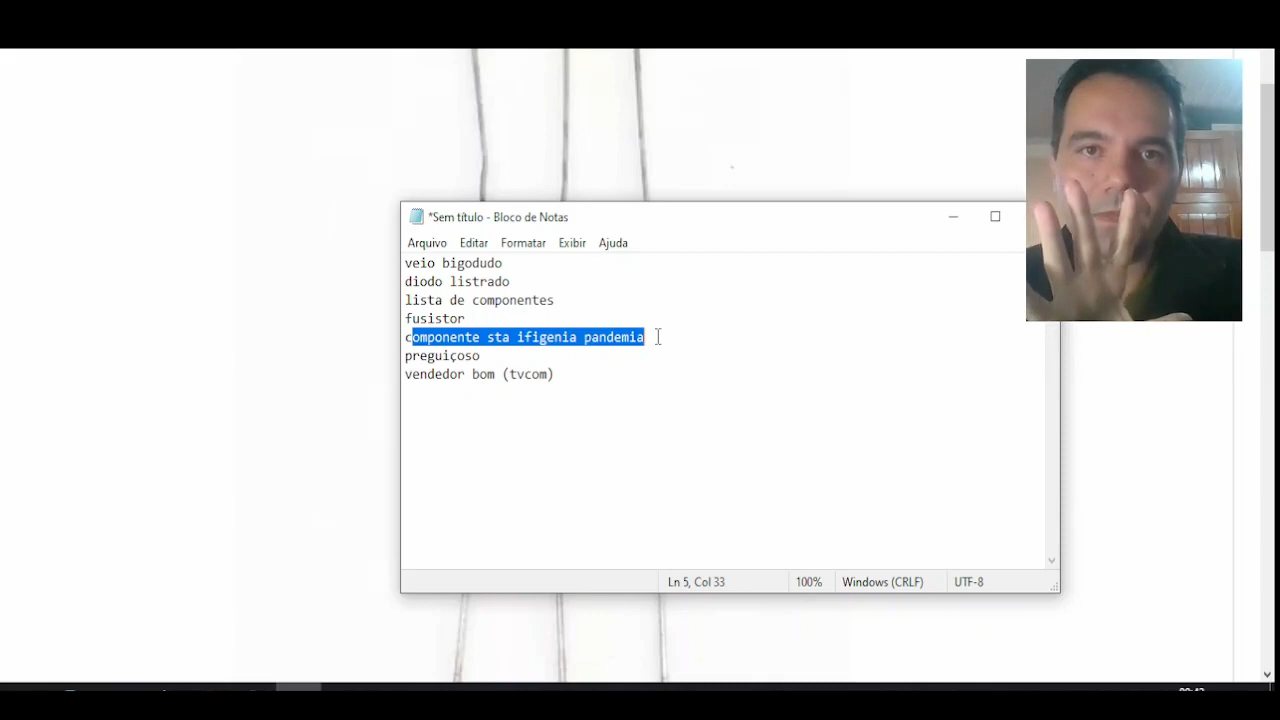 *Sem título - Bloco de Notas
Arquivo Editar Formatar Exibir Ajuda
veio bigodudo
diodo listrado
lista de componentes
fusistor
componente sta ifigenia pandemia
preguiçoso
vendedor bom (tvcom)
Ln 5, Col 33 100% Windows (CRLF) UTF-8